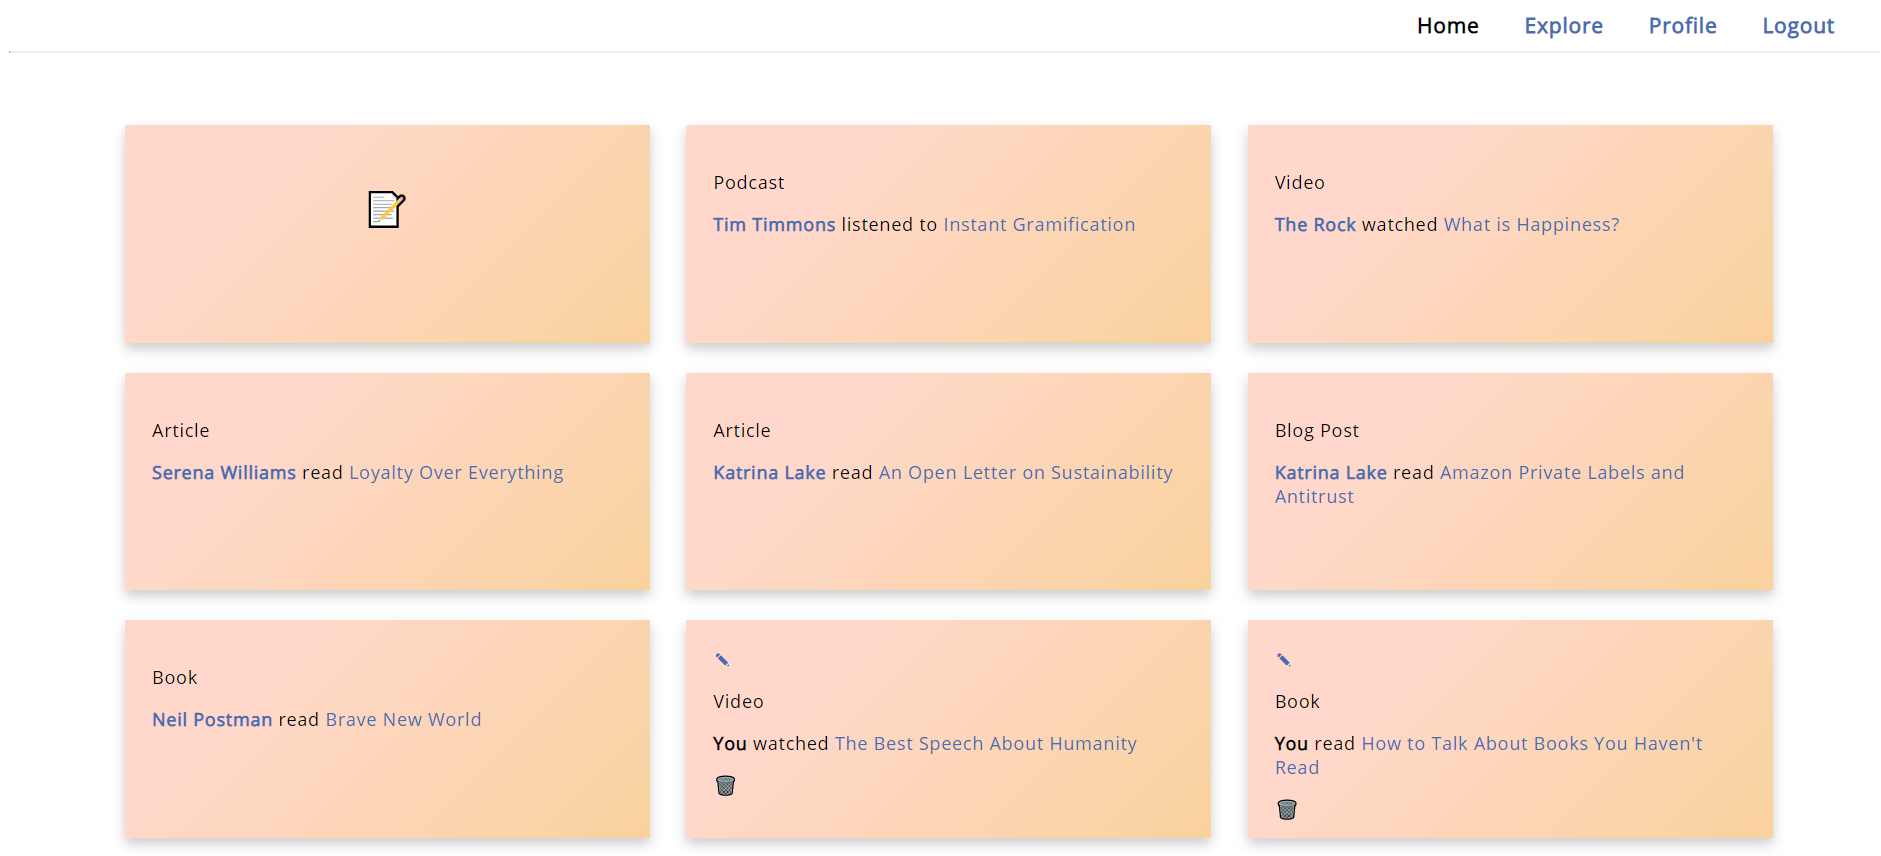 Home Explore Profile Logout
Podcast
Tim Timmons listened to Instant Gramification
Video
The Rock watched What is Happiness?
Article
Serena Williams read Loyalty Over Everything
Article
Katrina Lake read An Open Letter on Sustainability
Blog Post
Katrina Lake read Amazon Private Labels and
Antitrust
Book
Neil Postman read Brave New World
Video
You watched The Best Speech About Humanity
Book
You read How to Talk About Books You Haven't
Read